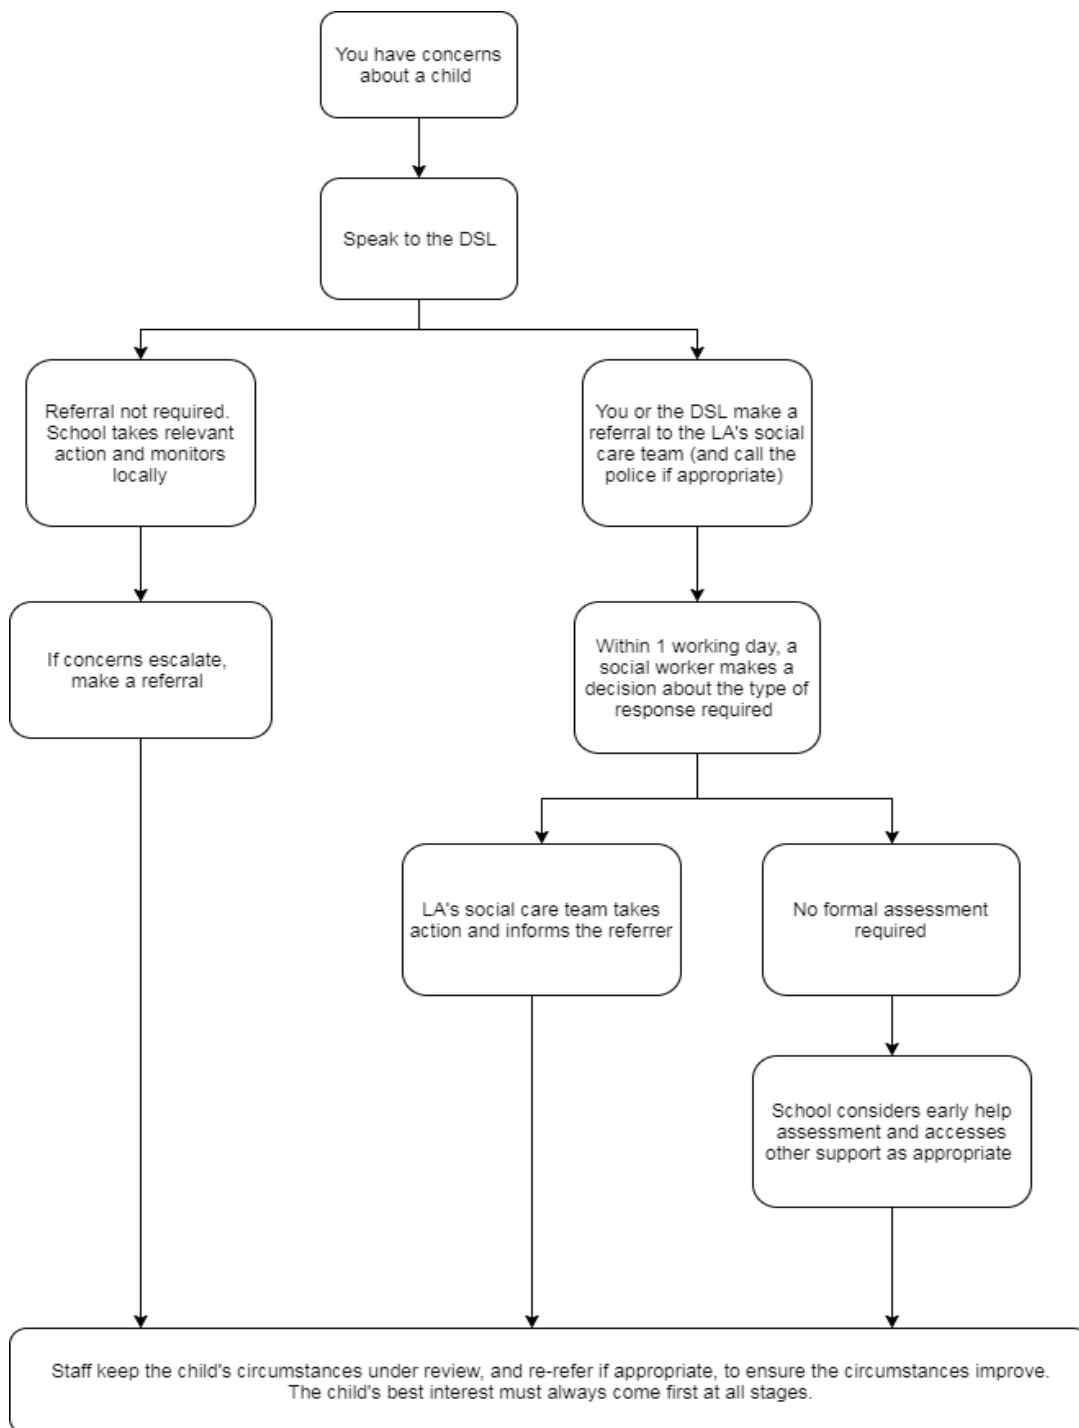 You have concerns
about a child
Speak to the DSL
Referral not required.
School takes relevant
action and monitors
locally
You or the DSL make a
referral to the LA's social
care team (and call the
police if appropriate)
If concerns escalate,
make a referral
Within 1 working day, a
social worker makes a
decision about the type of
response required
LA's social care team takes
action and informs the referrer
No formal assessment
required
School considers early help
assessment and accesses
other support as appropriate
Staff keep the child's circumstances under review, and re-refer if appropriate, to ensure the circumstances improve.
The child's best interest must always come first at all stages.